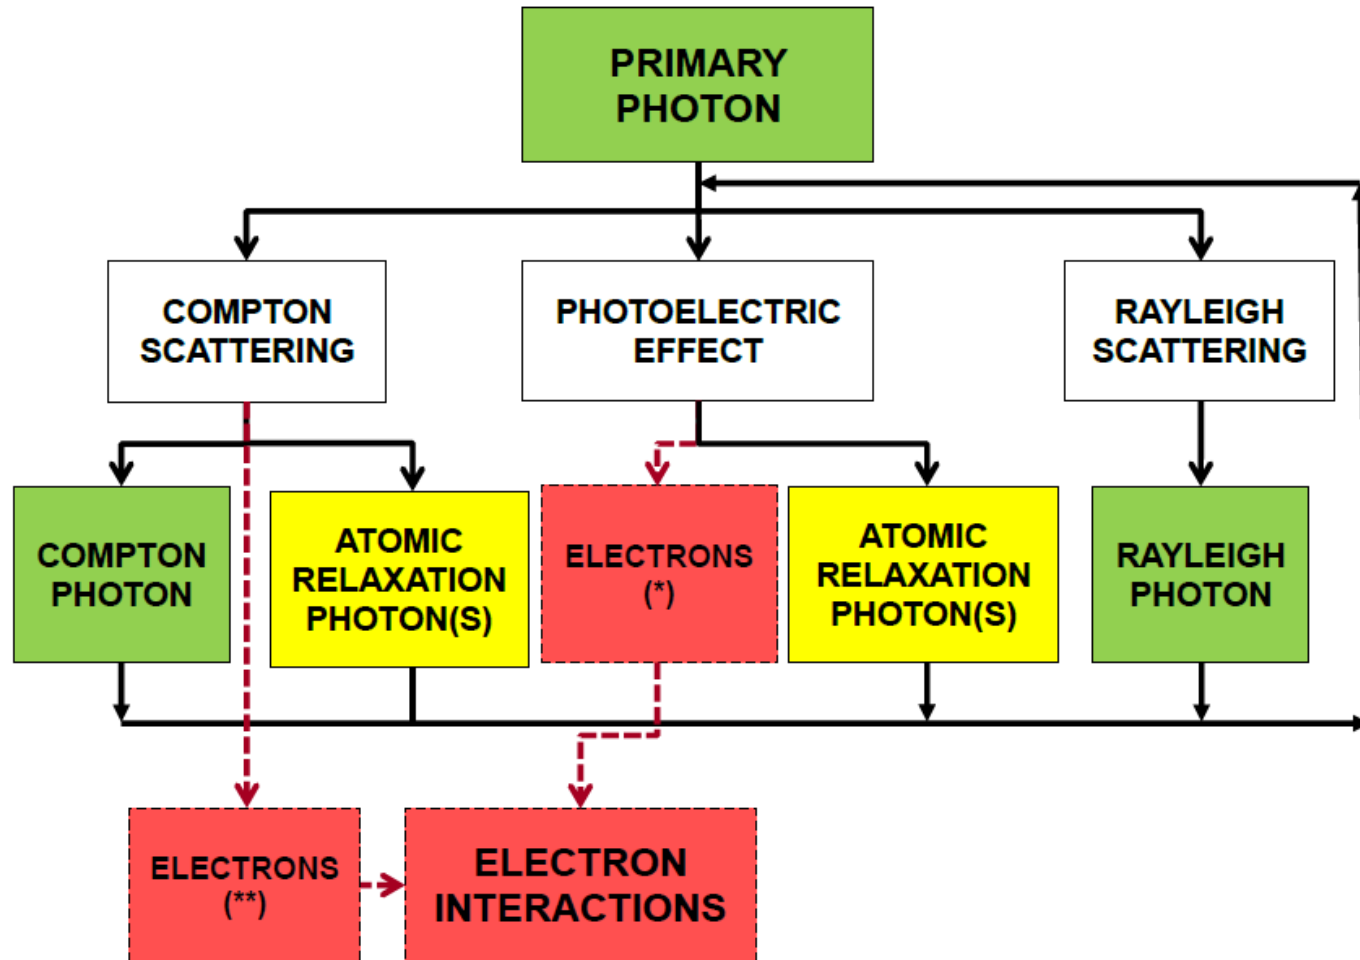 PRIMARY
PHOTON
COMPTON
SCATTERING
PHOTOELECTRIC
EFFECT
RAYLEIGH
SCATTERING
COMPTON
PHOTON
ATOMIC
RELAXATION
PHOTON(S)
ELECTRONS
(*)
ATOMIC
RELAXATION
PHOTON(S)
RAYLEIGH
PHOTON
ELECTRONS
(**)
ELECTRON
INTERACTIONS